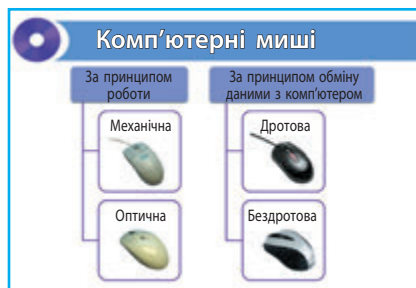 Комп'ютерні миші
За принципом
роботи
Механічна
Оптична
За принципом обміну
даними з комп'ютером
Дротова
Бездротова